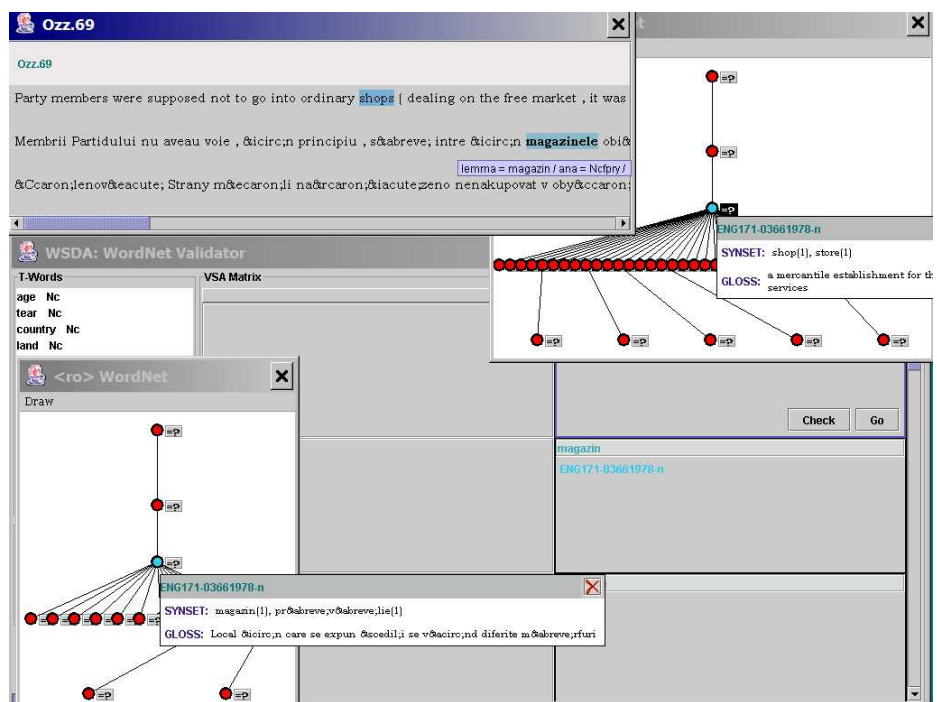 Ozz.69
Ozz.69
Party members were supposed not to go into ordinary shops ( dealing on the free market , it was
Membrii Partidului nu aveau voie , &icirc;n principiu , s&abreve; intre &icirc;n magazinele obi&
lemma = magazin / ana = Ncfpry /
&Ccaron;lenov&eacute; Strany m&ecaron;li na&rcaron;&iacute;zeno nenakupovat v oby&ccaron;
t
=?
=?
=?
ENG171-03661978-n
SYNSET: shop(1), store(1)
GLOSS: a mercantile establishment for th
services
=?
=?
=?
=?
=?
WSDA: WordNet Validator
T-Words
VSA Matrix
age Nc
tear Nc
country Nc
land Nc
<ro> WordNet
Draw
=?
=?
=?
Check
Go
magazin
ENG171-03661978-n
ENG171-03661978-n
SYNSET: magazin(1), pr&abreve;v&abreve;lie(1)
GLOSS: Local &icirc;n care se expun &scedil;i se v&acirc;nd diferite m&abreve;rfuri
=?
=?